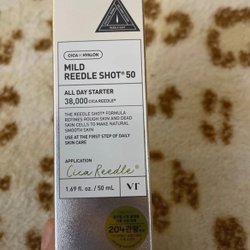 CICA × HYALON
MILD
REEDLE SHOT® 50
ALL DAY STARTER
38,000 CICA REEDLE®
THE REEDLE SHOT® FORMULA
REFINES ROUGH SKIN AND DEAD
SKIN CELLS TO MAKE NATURAL
SMOOTH SKIN
USE AT THE FIRST STEP OF DAILY
SKIN CARE
APPLICATION
Cica Reedle®
1.69 fl. oz. / 50 mL
VT